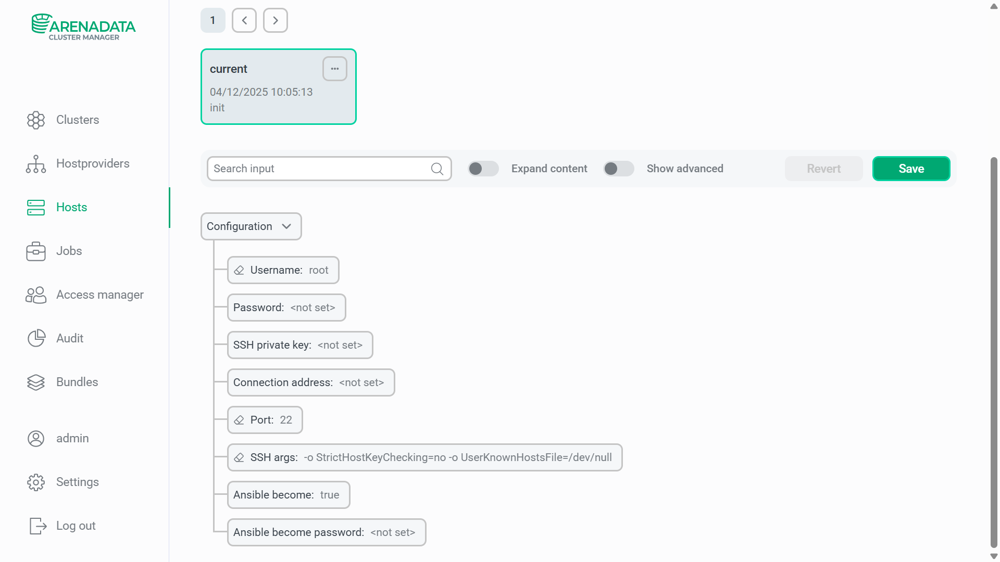 ARENADATA
CLUSTER MANAGER
Clusters
Hostproviders
Hosts
Jobs
Access manager
Audit
Bundles
admin
Settings
Log out
1
current
04/12/2025 10:05:13
init
Search input
Expand content
Show advanced
Revert
Save
Configuration
Username: root
Password: <not set>
SSH private key: <not set>
Connection address: <not set>
Port: 22
SSH args: -o StrictHostKeyChecking=no -o UserKnownHostsFile=/dev/null
Ansible become: true
Ansible become password: <not set>